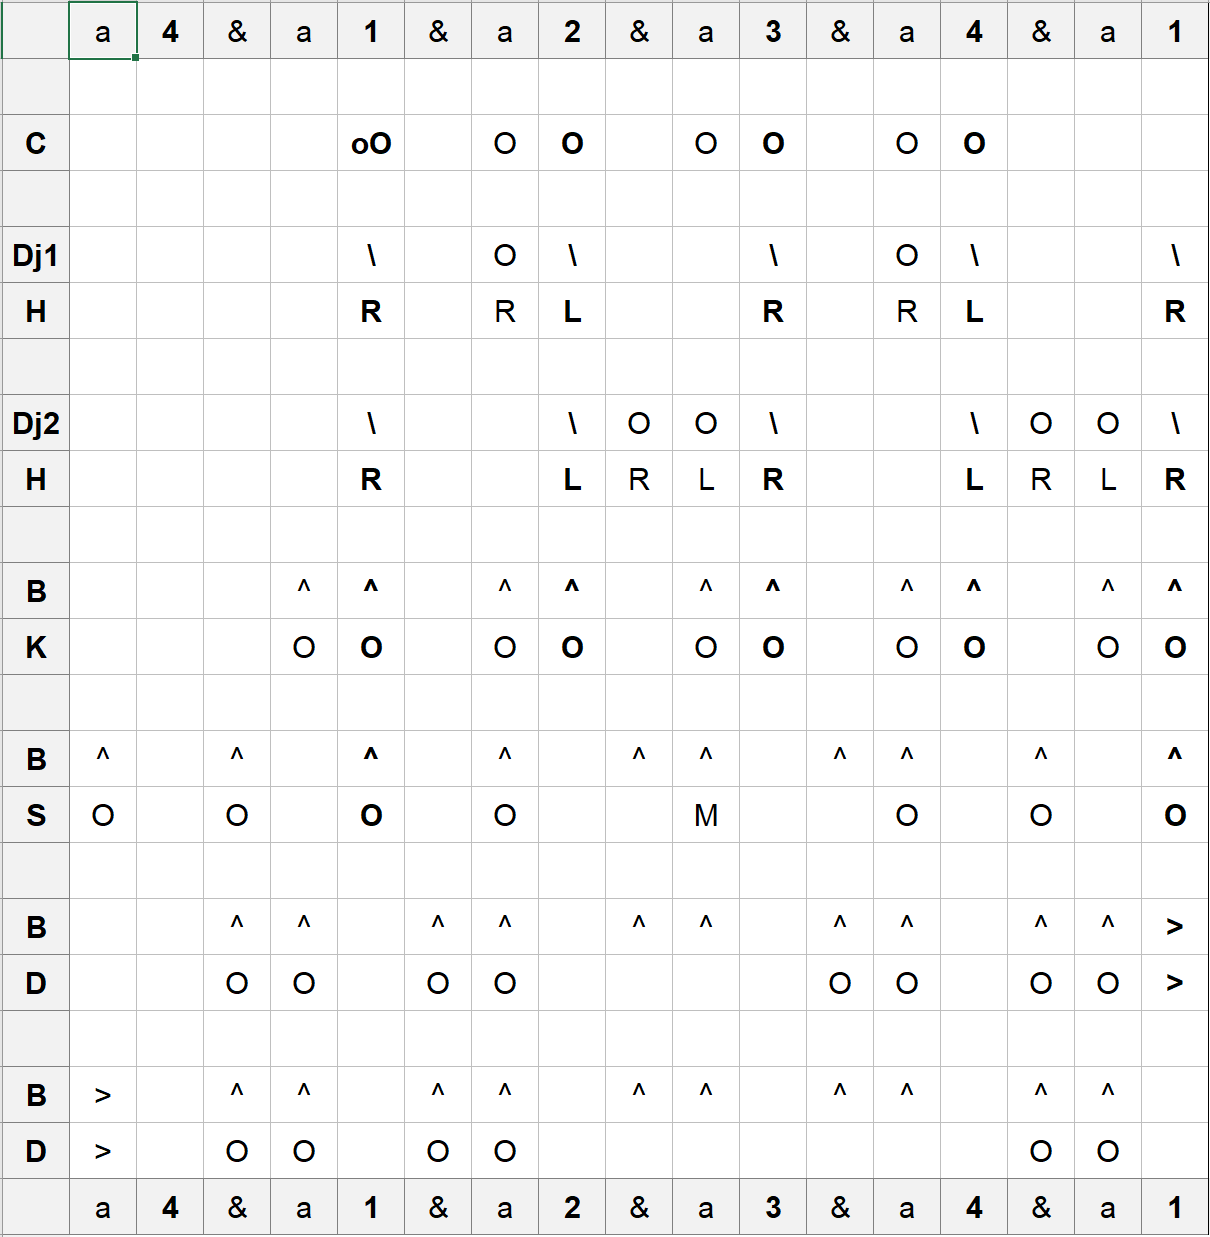 a 4 & a 1 & a 2 & a 3 & a 4 & a 1
C oO O O O O O O
Dj1 \ O \ \ O \ \
H R R L R R L R
Dj2 \ \ O O \ \ O O \
H R L R L R L R L R
B ^ ^ ^ ^ ^ ^ ^ ^ ^ ^
K O O O O O O O O O O
B ^ ^ ^ ^ ^ ^ ^ ^ ^ ^
S O O O O M O O O
B ^ ^ ^ ^ ^ ^ ^ ^ ^ ^ >
D O O O O O O O O >
B > ^ ^ ^ ^ ^ ^ ^ ^ ^ ^
D > O O O O O O
a 4 & a 1 & a 2 & a 3 & a 4 & a 1